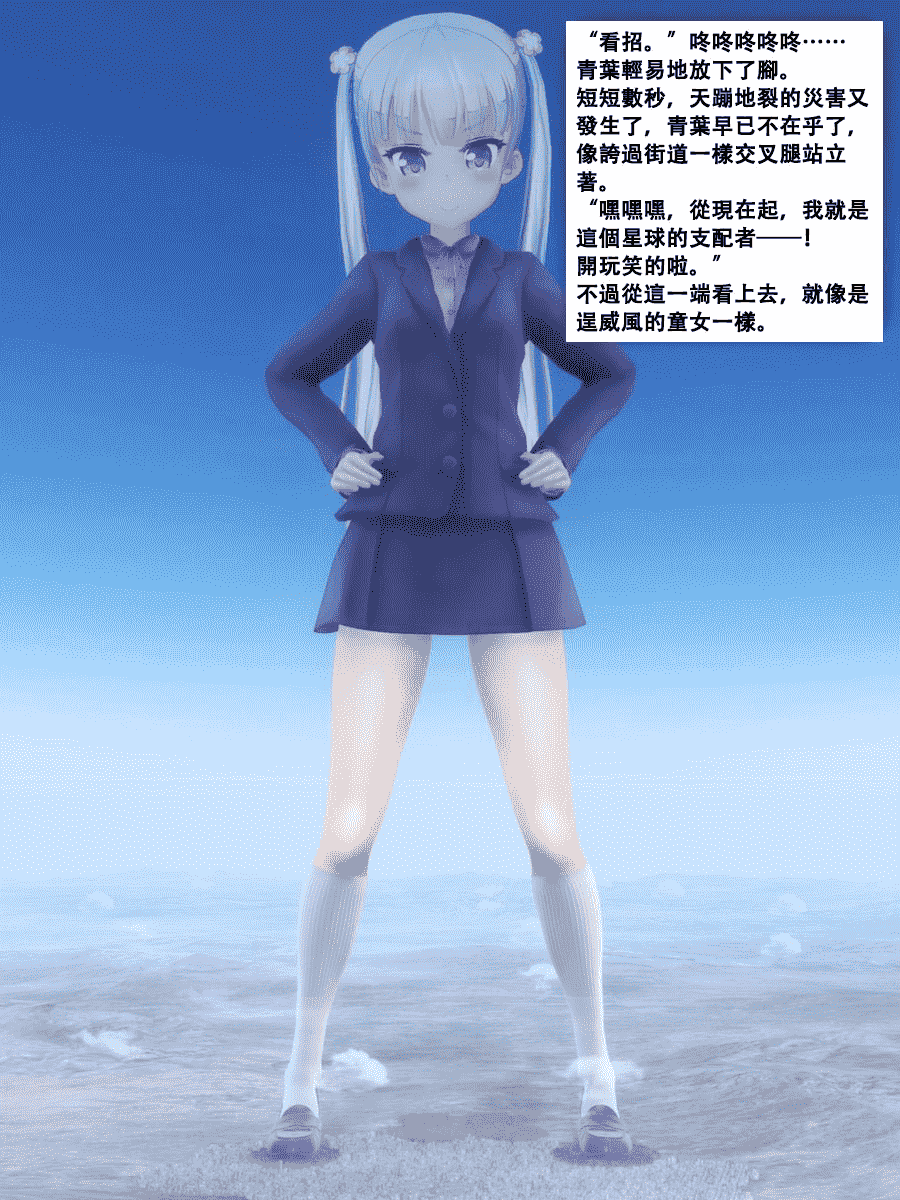 “看招。”咚咚咚咚咚……
青葉輕易地放下了腳。
短短數秒，天蹦地裂的災害又
發生了，青葉早已不在乎了，
像誇過街道一樣交叉腿站立
著。
“嘿嘿嘿，從現在起，我就是
這個星球的支配者——！
開玩笑的啦。”
不過從這一端看上去，就像是
逞威風的童女一樣。